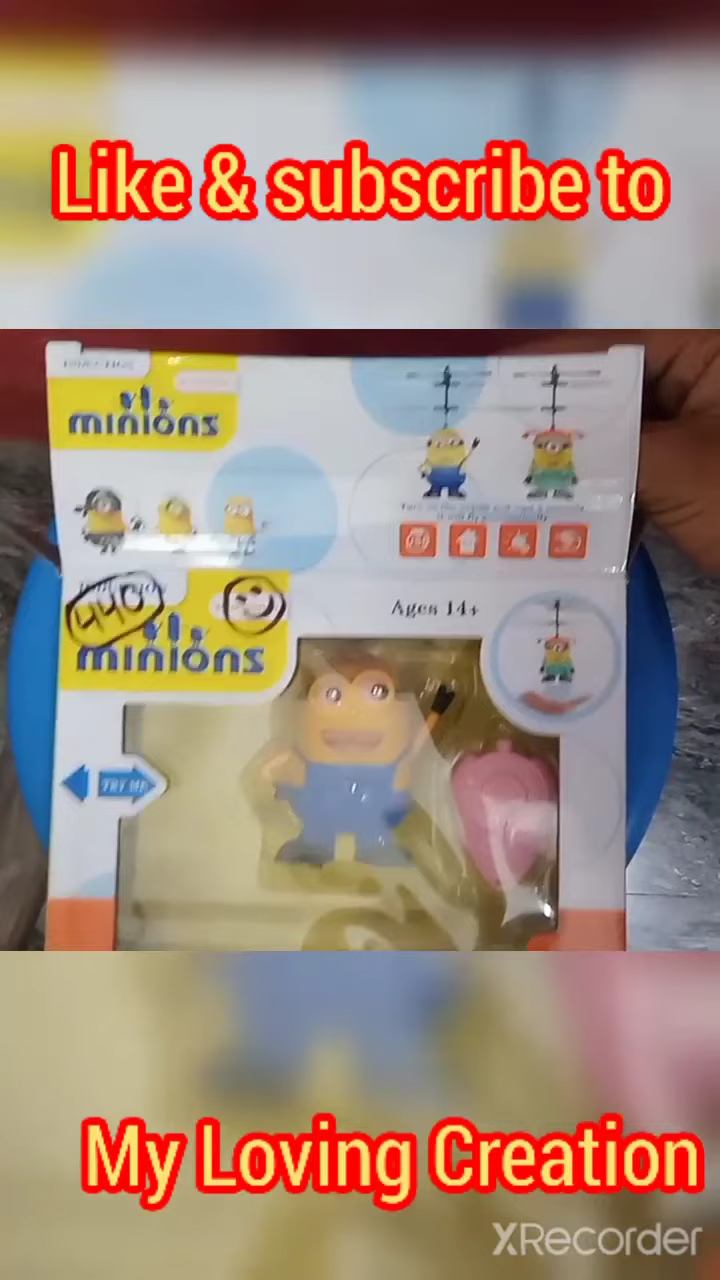 Like & subscribe to
minions
440
minions
Ages 14+
TRY ME
My Loving Creation
XRecorder